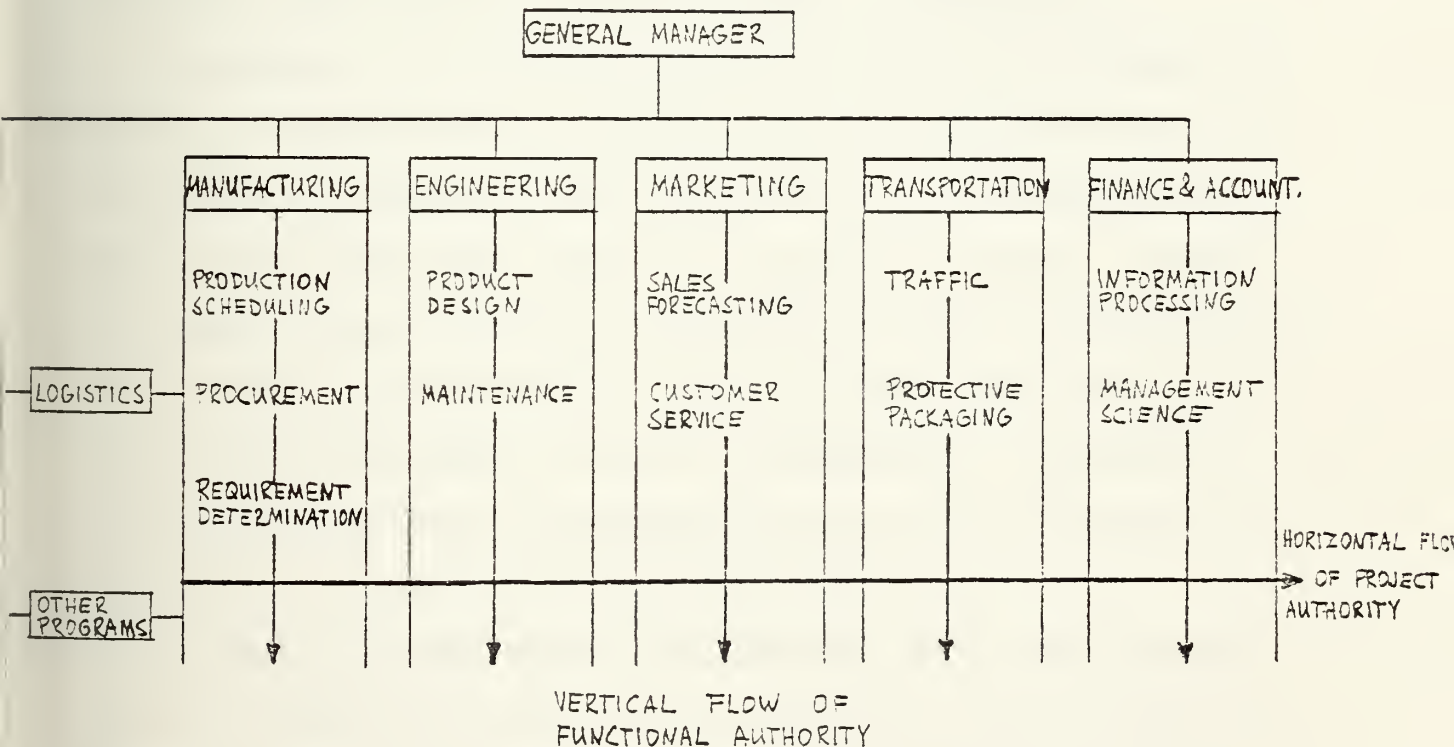 GENERAL MANAGER
MANUFACTURING
ENGINEERING
MARKETING
TRANSPORTATION
FINANCE & ACCOUNT.
PRODUCTION
SCHEDULING
PRODUCT
DESIGN
SALES
FORECASTING
TRAFFIC
INFORMATION
PROCESSING
LOGISTICS
PROCUREMENT
MAINTENANCE
CUSTOMER
SERVICE
PROTECTIVE
PACKAGING
MANAGEMENT
SCIENCE
REQUIREMENT
DETERMINATION
HORIZONTAL FLOW
OF PROJECT
AUTHORITY
OTHER
PROGRAMS
VERTICAL FLOW OF
FUNCTIONAL AUTHORITY